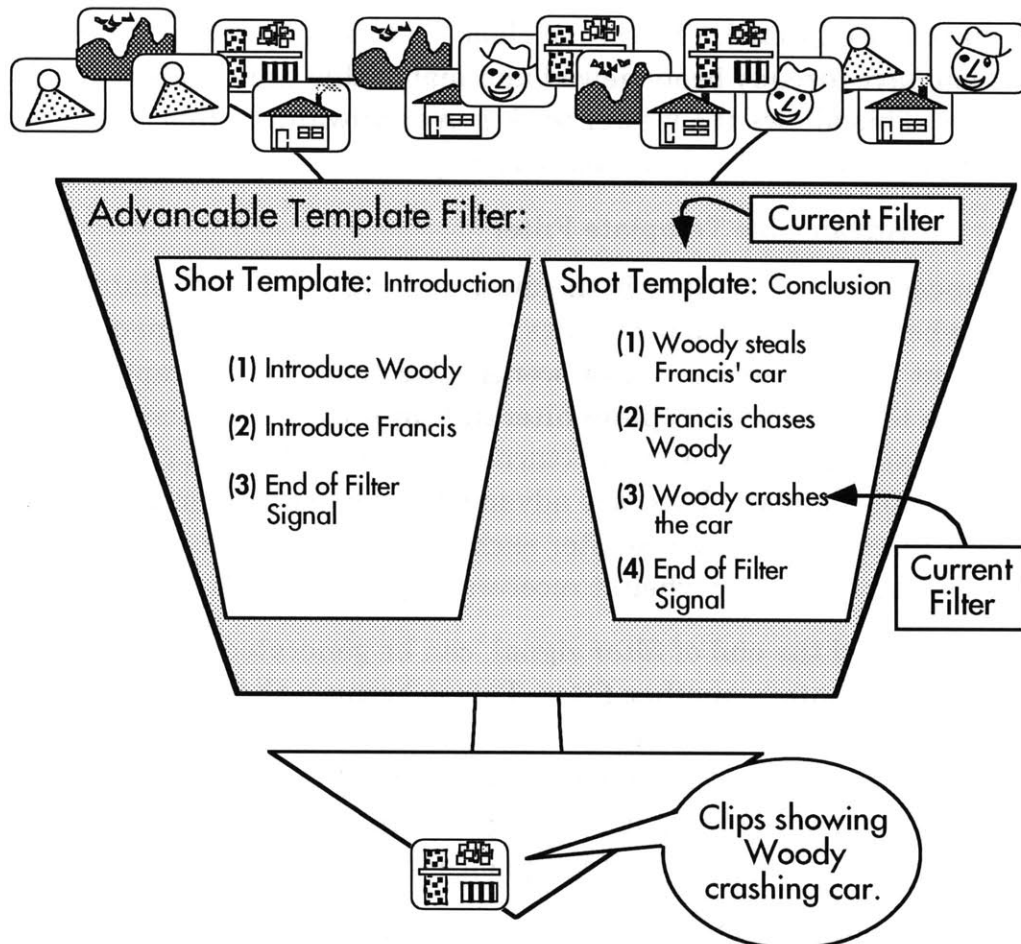 Advancable Template Filter:
Current Filter
Shot Template: Introduction
(1) Introduce Woody
(2) Introduce Francis
(3) End of Filter
Signal
Shot Template: Conclusion
(1) Woody steals
Francis' car
(2) Francis chases
Woody
(3) Woody crashes
the car
(4) End of Filter
Signal
Current
Filter
Clips showing
Woody
crashing car.